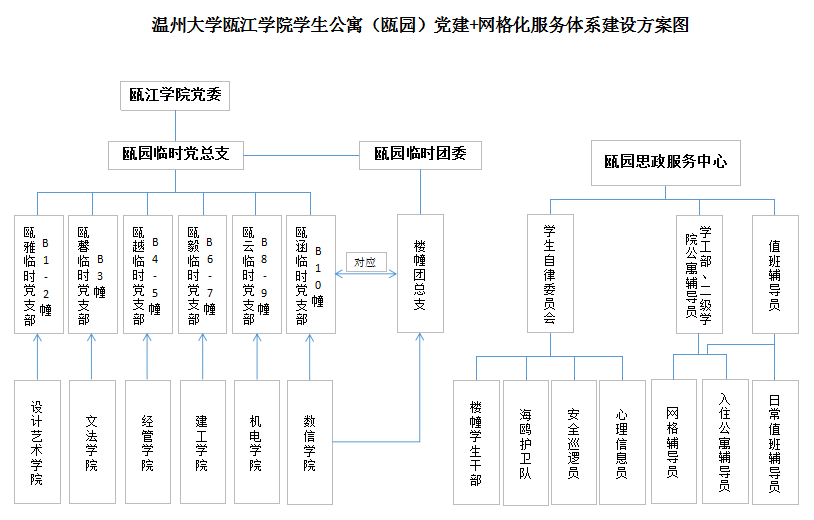 温州大学瓯江学院学生公寓（瓯园）党建+网格化服务体系建设方案图
瓯江学院党委
瓯园临时党总支
瓯园临时团委
瓯园思政服务中心
瓯雅临时党支部
B1-2幢
瓯馨临时党支部
B3幢
瓯越临时党支部
B4-5幢
瓯毅临时党支部
B6-7幢
瓯云临时党支部
B8-9幢
瓯涵临时党支部
B10幢
对应
楼幢团总支
学生自律委员会
学工部、二级学
院公寓辅导员
值班辅导员
设计艺术学院
文法学院
经管学院
建工学院
机电学院
数信学院
楼幢学生干部
海鸥护卫队
安全巡逻员
心理信息员
网格辅导员
入住公寓辅导员
日常值班辅导员